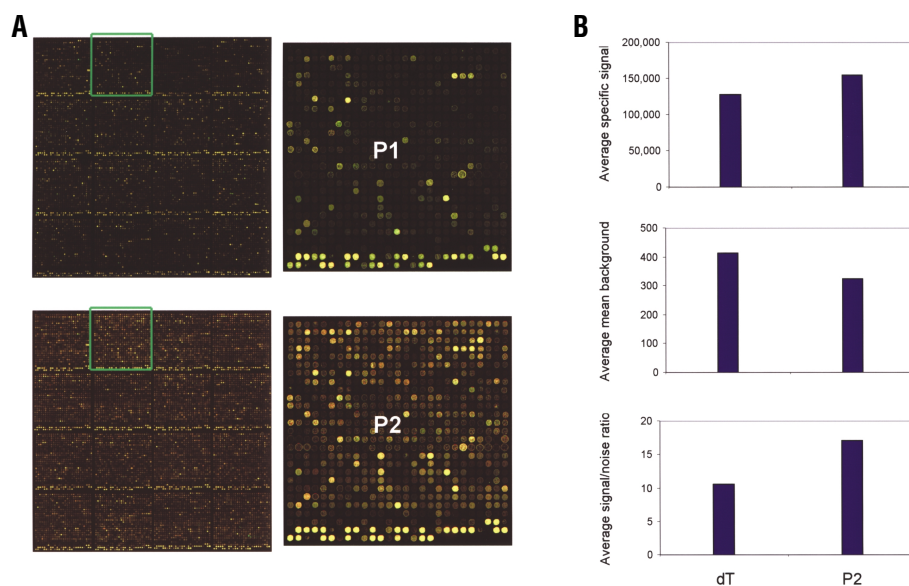 A
P1
P2
B
Average specific signal
200,000
150,000
100,000
50,000
0
Average mean background
500
400
300
200
100
0
Average signal/noise ratio
20
15
10
5
0
dT
P2